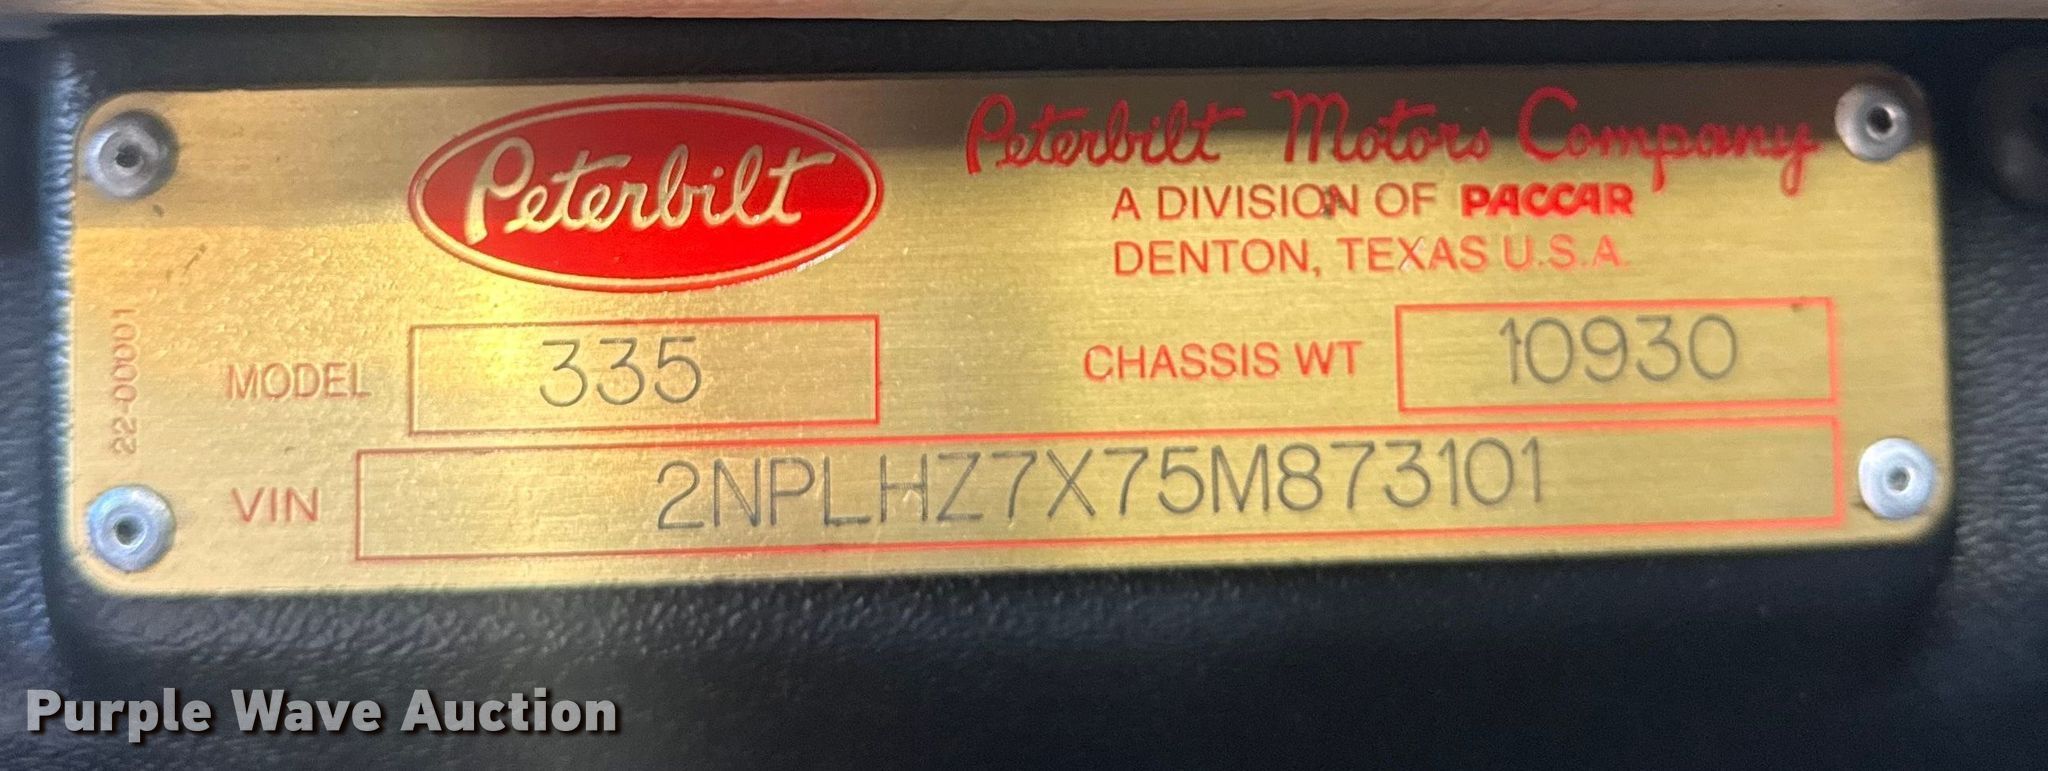 Peterbilt
Peterbilt Motors Company
A DIVISION OF PACCAR
DENTON, TEXAS U.S.A.
22-00001
MODEL 335
CHASSIS WT 10930
VIN 2NPLHZ7X75M873101
Purple Wave Auction